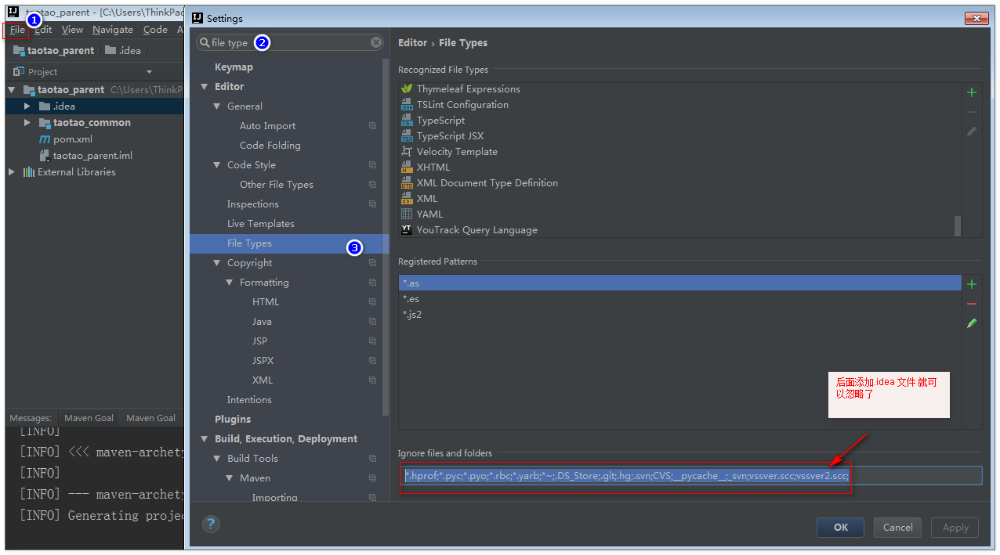 taotao_parent - [C:\Users\ThinkPad
1
File Edit View Navigate Code A
taotao_parent .idea
Project
taotao_parent C:\Users\ThinkP
.idea
taotao_common
pom.xml
taotao_parent.iml
External Libraries
Messages: Maven Goal Maven Goal
[INFO]
[INFO] <<< maven-archety
[INFO]
[INFO] --- maven-archety
[INFO] Generating projec
Settings
file type 2
Keymap
Editor
General
Auto Import
Code Folding
Code Style
Other File Types
Inspections
Live Templates
File Types 3
Copyright
Formatting
HTML
Java
JSP
JSPX
XML
Intentions
Plugins
Build, Execution, Deployment
Build Tools
Maven
Importing
Editor › File Types
Recognized File Types
Thymeleaf Expressions
TSLint Configuration
TypeScript
TypeScript JSX
Velocity Template
XHTML
XML Document Type Definition
XML
YAML
YouTrack Query Language
Registered Patterns
*.as
*.es
*.js2
后面添加.idea 文件 就可
以忽略了
Ignore files and folders
*.hprof;*.pyc;*.pyo;*.rbc;*.yarb;*~;.DS_Store;.git;.hg;.svn;CVS;__pycache__;_svn;vssver.scc;vssver2.scc;
?
OK Cancel Apply